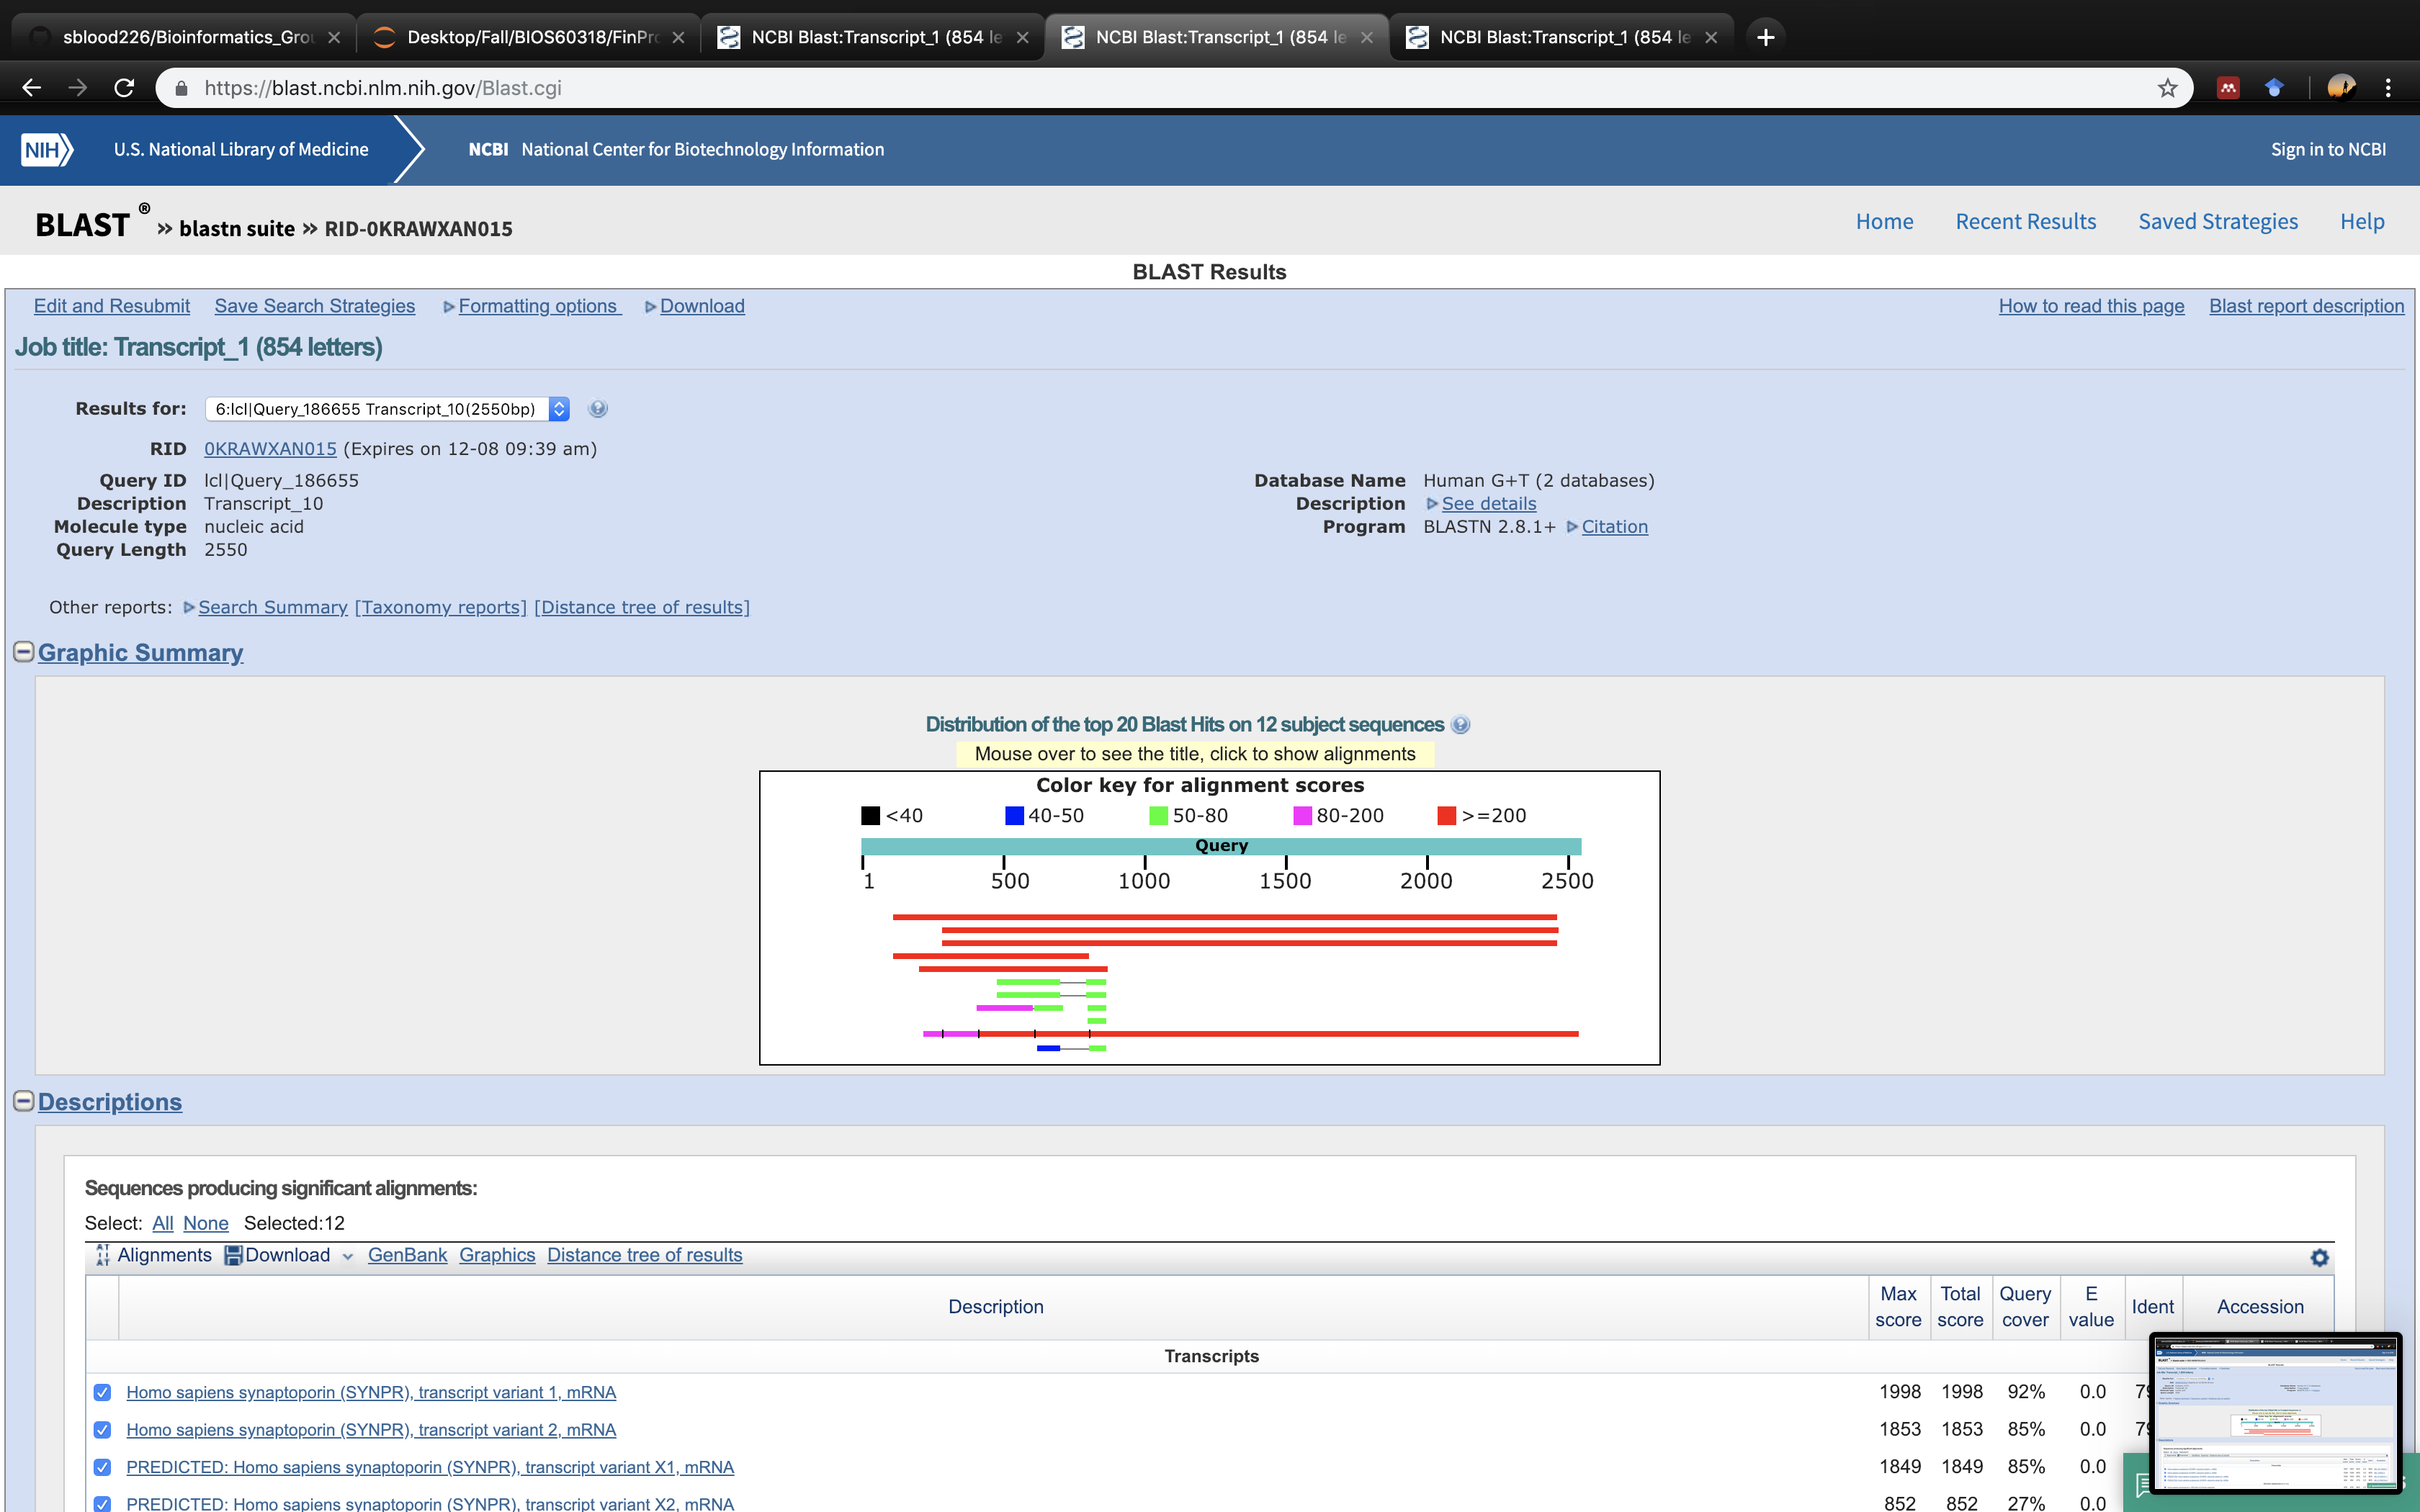 sblood226/Bioinformatics_Grou
Desktop/Fall/BIOS60318/FinPro
NCBI Blast:Transcript_1 (854 le
NCBI Blast:Transcript_1 (854 le
NCBI Blast:Transcript_1 (854 le
https://blast.ncbi.nlm.nih.gov/Blast.cgi
NIH U.S. National Library of Medicine NCBI National Center for Biotechnology Information Sign in to NCBI
BLAST ® » blastn suite » RID-0KRAWXAN015 Home Recent Results Saved Strategies Help
BLAST Results
Edit and Resubmit Save Search Strategies Formatting options Download How to read this page Blast report description
Job title: Transcript_1 (854 letters)
Results for: 6:lcl|Query_186655 Transcript_10(2550bp)
RID 0KRAWXAN015 (Expires on 12-08 09:39 am)
Query ID lcl|Query_186655 Database Name Human G+T (2 databases)
Description Transcript_10 Description See details
Molecule type nucleic acid Program BLASTN 2.8.1+ Citation
Query Length 2550
Other reports: Search Summary [Taxonomy reports] [Distance tree of results]
Graphic Summary
Distribution of the top 20 Blast Hits on 12 subject sequences
Mouse over to see the title, click to show alignments
Color key for alignment scores
<40 40-50 50-80 80-200 >=200
Query
1 500 1000 1500 2000 2500
Descriptions
Sequences producing significant alignments:
Select: All None Selected:12
Alignments Download GenBank Graphics Distance tree of results
Description Max score Total score Query cover E value Ident Accession
Transcripts
Homo sapiens synaptoporin (SYNPR), transcript variant 1, mRNA 1998 1998 92% 0.0 79
Homo sapiens synaptoporin (SYNPR), transcript variant 2, mRNA 1853 1853 85% 0.0 79
PREDICTED: Homo sapiens synaptoporin (SYNPR), transcript variant X1, mRNA 1849 1849 85% 0.0
PREDICTED: Homo sapiens synaptoporin (SYNPR), transcript variant X2, mRNA 852 852 27% 0.0